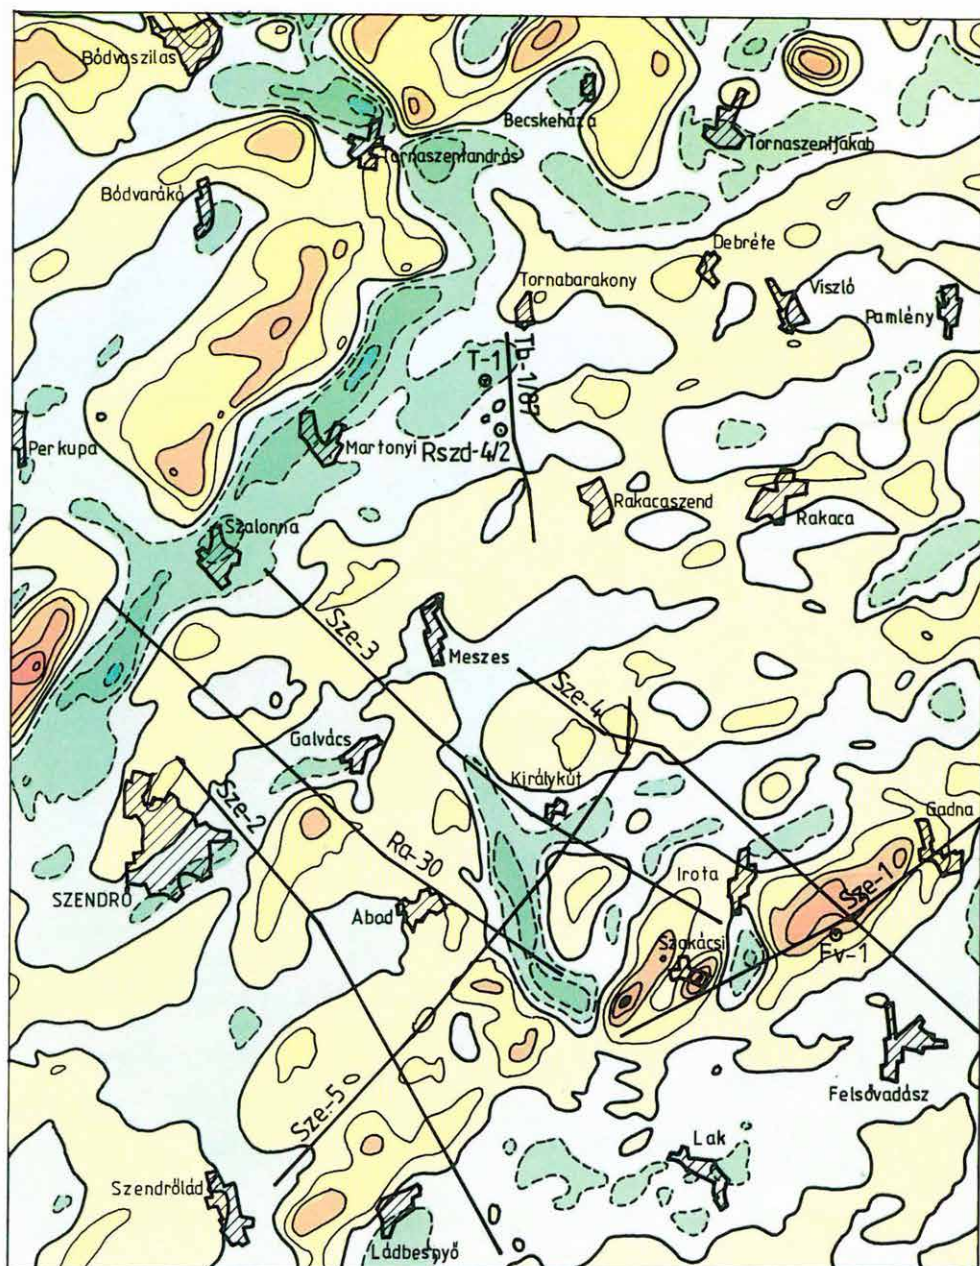 Bódvaszilas
Becskeháza
Tornaszentjakab
Tornaszentandrás
Bódvarákó
Debréte
Tornabarakony
Viszló
Pamlény
T-1
Tb-1/87
Perkupa
Martonyi
Rszd-4/2
Rakacaszend
Rakaca
Szalonna
Sze-3
Meszes
Sze-4
Galvács
Királykút
Gadna
Sze-2
Ra-30
Irota
Sze-1
SZENDRŐ
Abod
Szakácsi
Fv-1
Felsővadász
Sze-5
Lak
Szendrőlád
Ládbesnyő